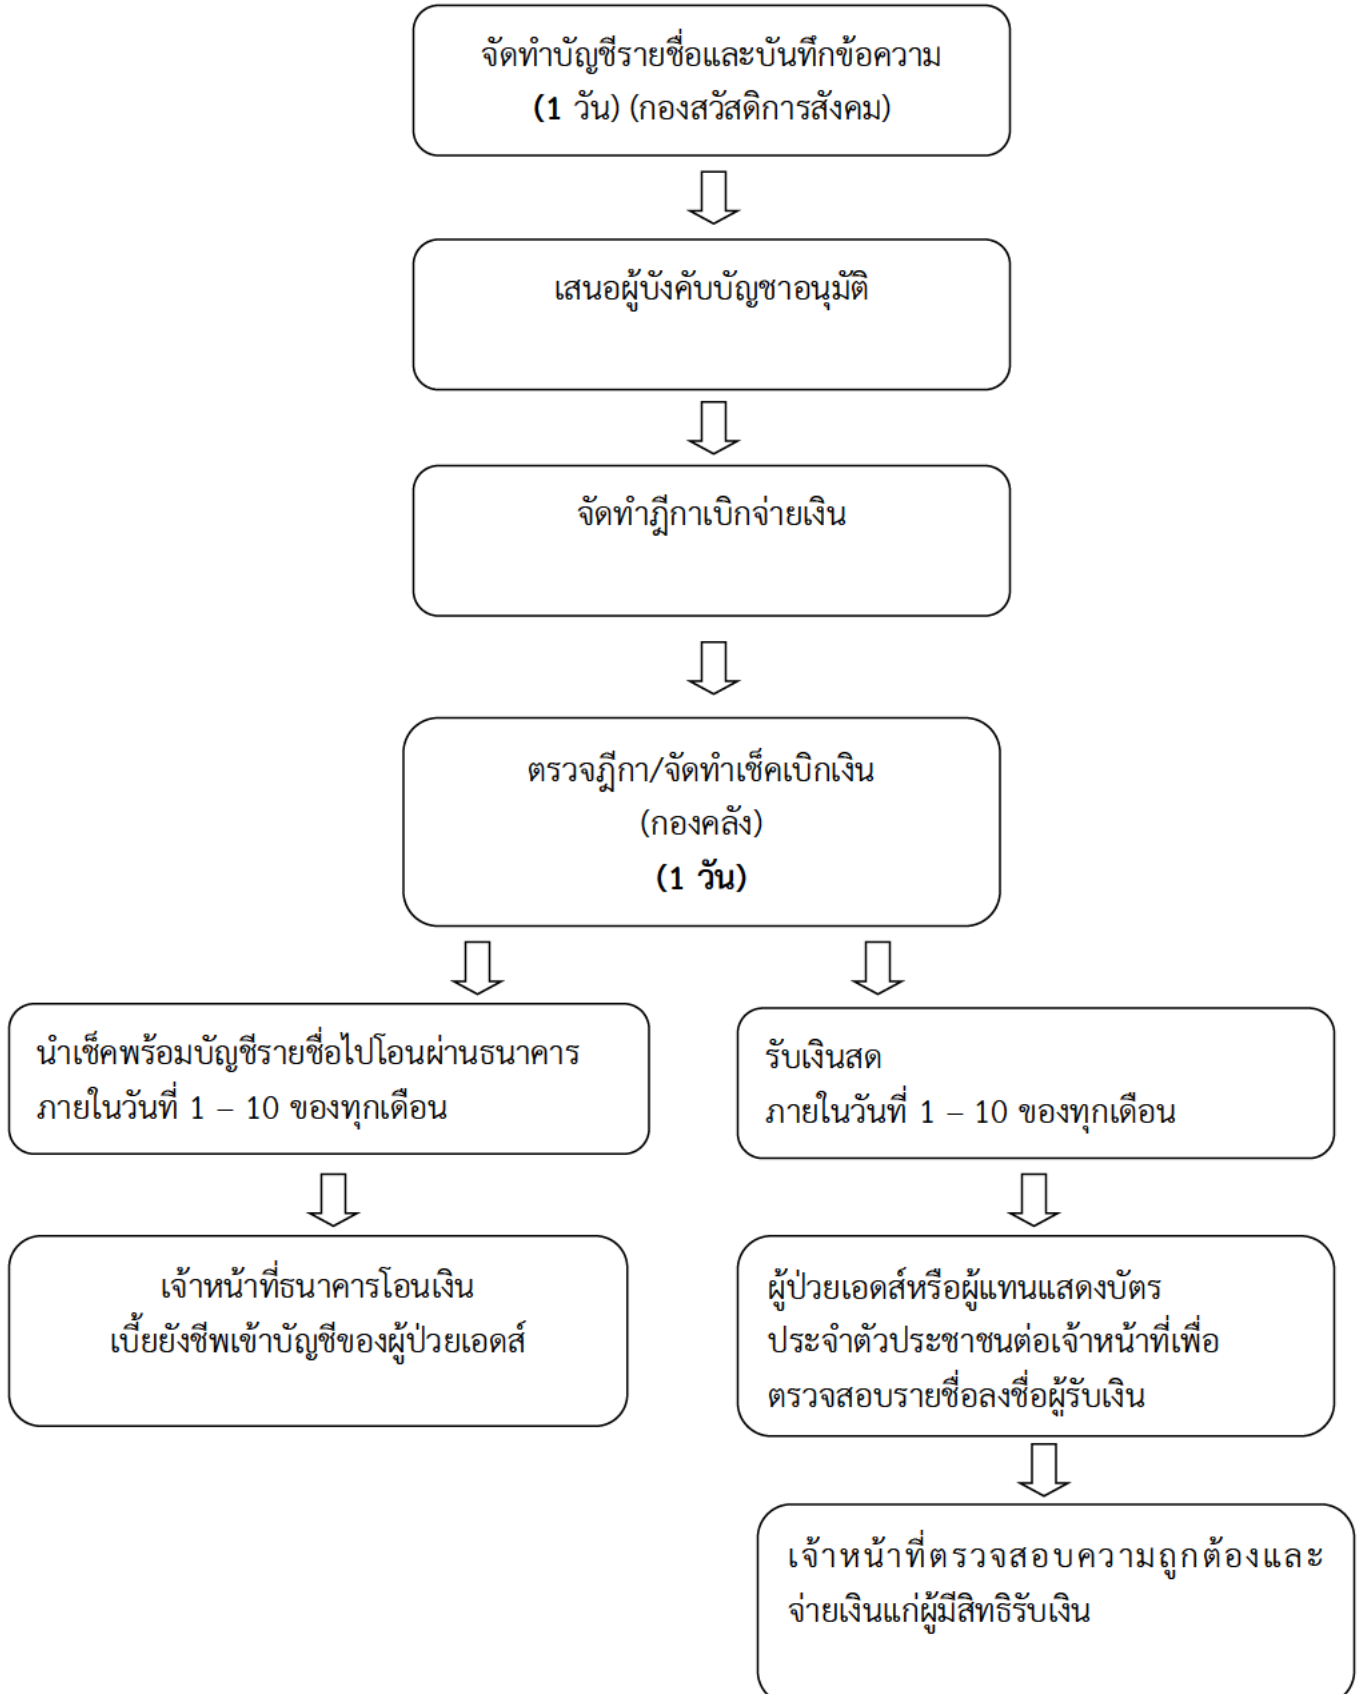 จัดทำบัญชีรายชื่อและบันทึกข้อความ
(1 วัน) (กองสวัสดิการสังคม)
เสนอผู้บังคับบัญชาอนุมัติ
จัดทำฎีกาเบิกจ่ายเงิน
ตรวจฎีกา/จัดทำเช็คเบิกเงิน
(กองคลัง)
(1 วัน)
นำเช็คพร้อมบัญชีรายชื่อไปโอนผ่านธนาคาร
ภายในวันที่ 1 – 10 ของทุกเดือน
รับเงินสด
ภายในวันที่ 1 – 10 ของทุกเดือน
เจ้าหน้าที่ธนาคารโอนเงิน
เบี้ยยังชีพเข้าบัญชีของผู้ป่วยเอดส์
ผู้ป่วยเอดส์หรือผู้แทนแสดงบัตร
ประจำตัวประชาชนต่อเจ้าหน้าที่เพื่อ
ตรวจสอบรายชื่อลงชื่อผู้รับเงิน
เจ้าหน้าที่ตรวจสอบความถูกต้องและ
จ่ายเงินแก่ผู้มีสิทธิรับเงิน